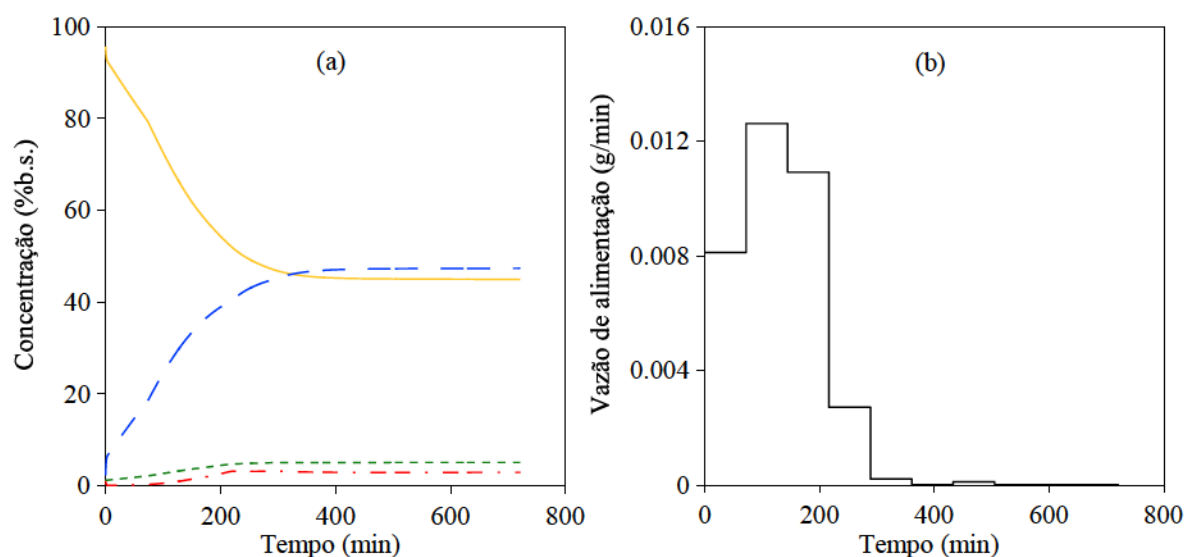 (a)
Concentração (%b.s.)
100
80
60
40
20
0
0 200 400 600 800
Tempo (min)
(b)
Vazão de alimentação (g/min)
0.016
0.012
0.008
0.004
0
0 200 400 600 800
Tempo (min)